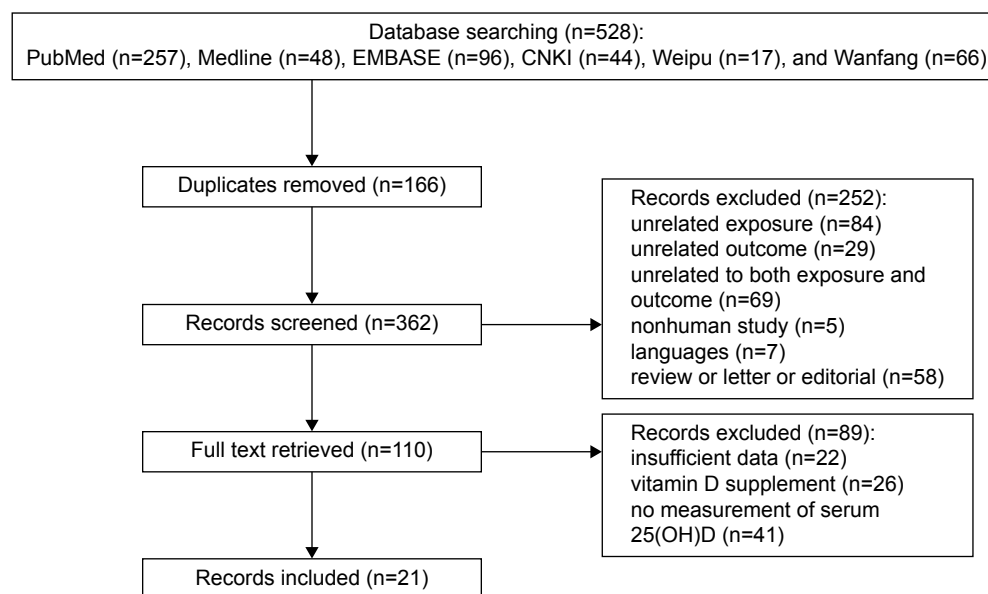 Database searching (n=528):
PubMed (n=257), Medline (n=48), EMBASE (n=96), CNKI (n=44), Weipu (n=17), and Wanfang (n=66)
Duplicates removed (n=166)
Records excluded (n=252):
unrelated exposure (n=84)
unrelated outcome (n=29)
unrelated to both exposure and
outcome (n=69)
nonhuman study (n=5)
languages (n=7)
review or letter or editorial (n=58)
Records screened (n=362)
Full text retrieved (n=110)
Records excluded (n=89):
insufficient data (n=22)
vitamin D supplement (n=26)
no measurement of serum
25(OH)D (n=41)
Records included (n=21)